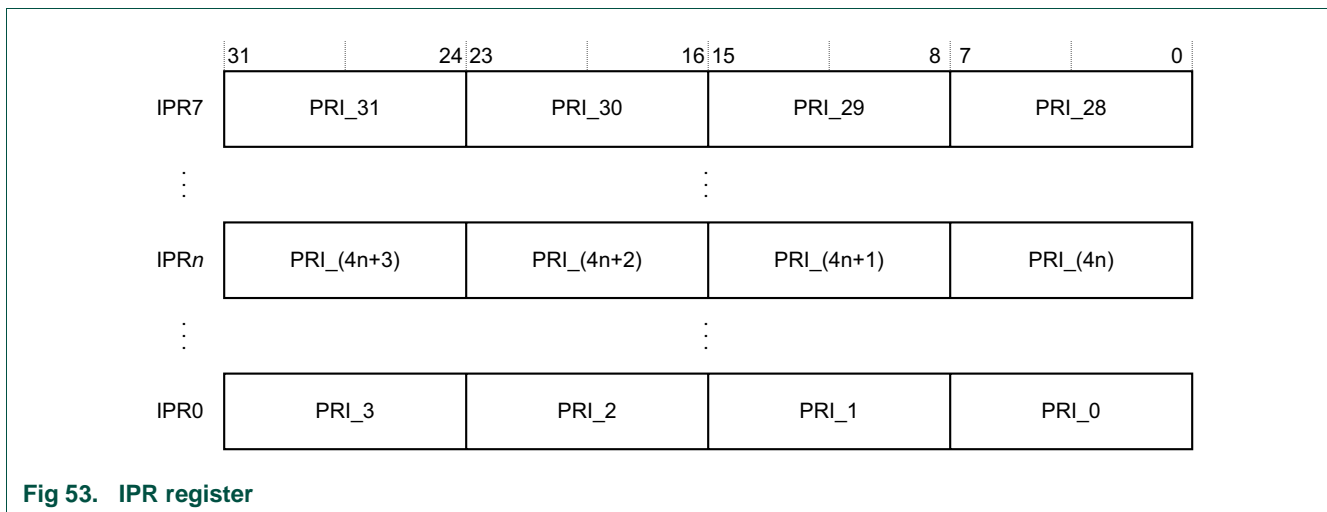 31 24 23 16 15 8 7 0
IPR7 PRI_31 PRI_30 PRI_29 PRI_28
IPRn PRI_(4n+3) PRI_(4n+2) PRI_(4n+1) PRI_(4n)
IPR0 PRI_3 PRI_2 PRI_1 PRI_0
Fig 53. IPR register